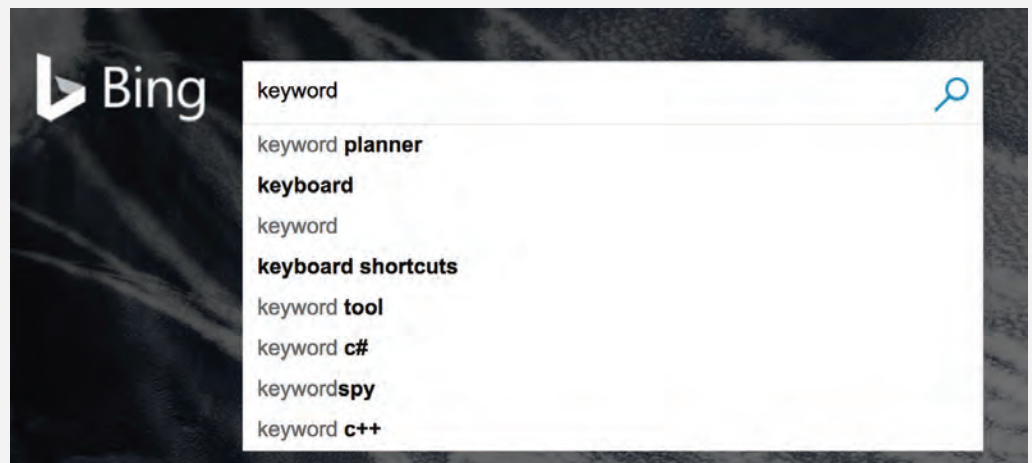 Bing
keyword
keyword planner
keyboard
keyword
keyboard shortcuts
keyword tool
keyword c#
keywordspy
keyword c++